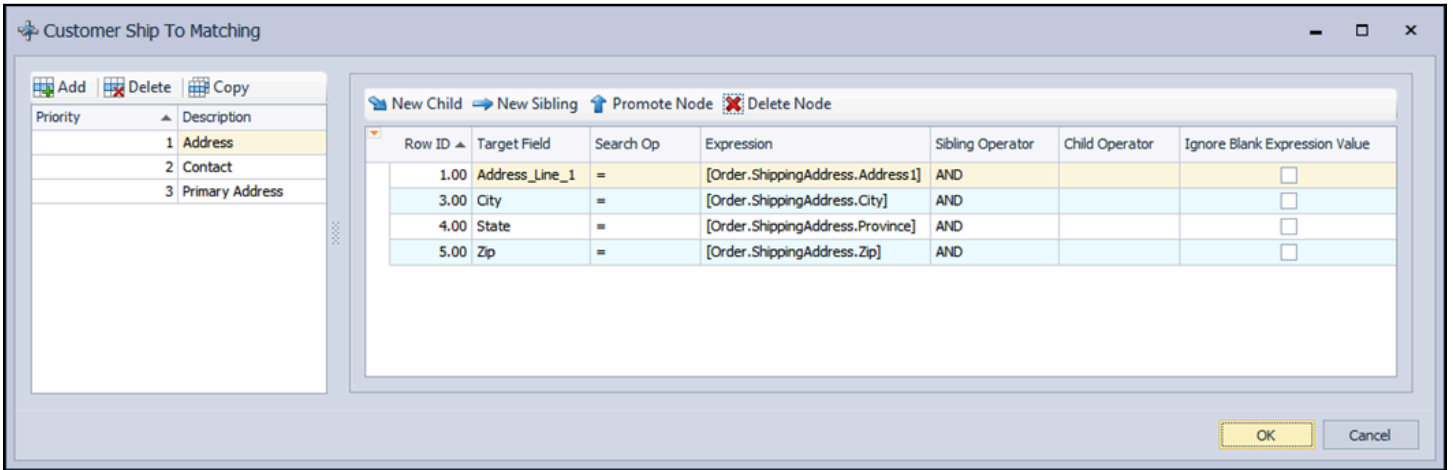 Customer Ship To Matching
Add Delete Copy
Priority Description
1 Address
2 Contact
3 Primary Address
New Child New Sibling Promote Node Delete Node
Row ID Target Field Search Op Expression Sibling Operator Child Operator Ignore Blank Expression Value
1.00 Address_Line_1 = [Order.ShippingAddress.Address1] AND
3.00 City = [Order.ShippingAddress.City] AND
4.00 State = [Order.ShippingAddress.Province] AND
5.00 Zip = [Order.ShippingAddress.Zip] AND
OK Cancel